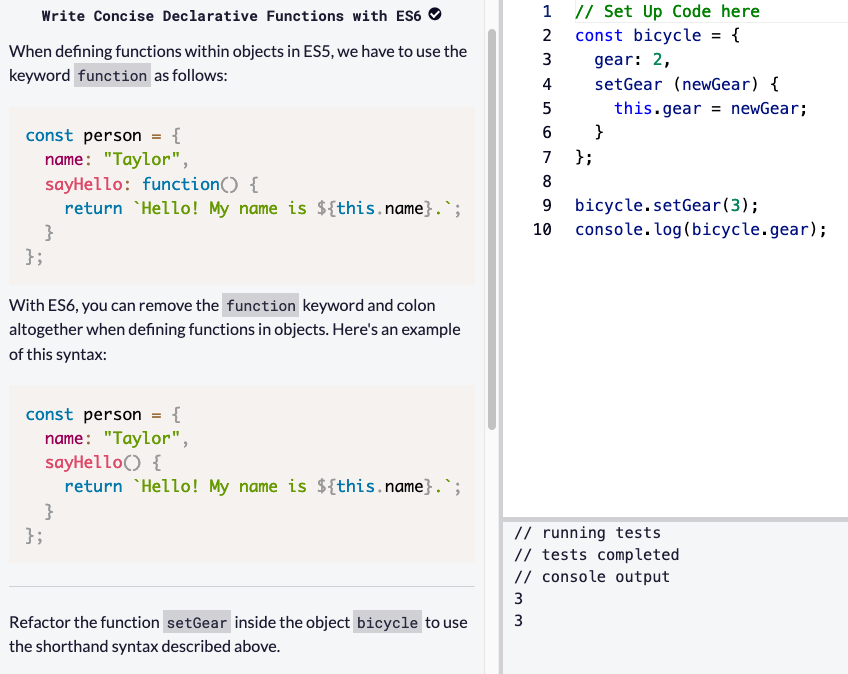 Write Concise Declarative Functions with ES6
When defining functions within objects in ES5, we have to use the
keyword function as follows:
const person = {
  name: "Taylor",
  sayHello: function() {
    return `Hello! My name is ${this.name}.`;
  }
};
With ES6, you can remove the function keyword and colon
altogether when defining functions in objects. Here's an example
of this syntax:
const person = {
  name: "Taylor",
  sayHello() {
    return `Hello! My name is ${this.name}.`;
  }
};
Refactor the function setGear inside the object bicycle to use
the shorthand syntax described above.
1 // Set Up Code here
2 const bicycle = {
3   gear: 2,
4   setGear (newGear) {
5     this.gear = newGear;
6   }
7 };
8
9 bicycle.setGear(3);
10 console.log(bicycle.gear);
// running tests
// tests completed
// console output
3
3